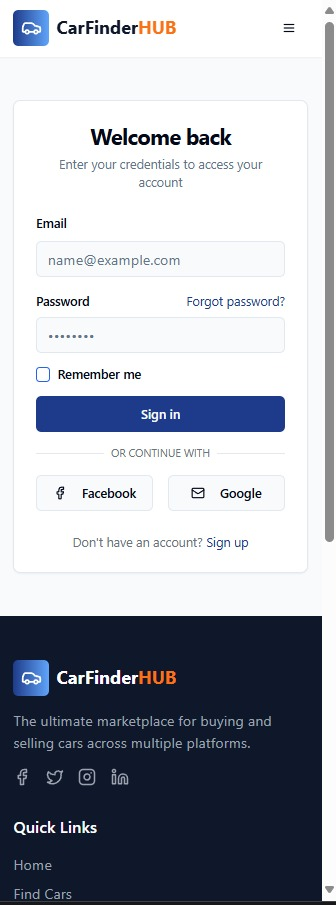 CarFinderHUB
Welcome back
Enter your credentials to access your
account
Email
name@example.com
Password Forgot password?
••••••••
Remember me
Sign in
OR CONTINUE WITH
Facebook Google
Don't have an account? Sign up
CarFinderHUB
The ultimate marketplace for buying and
selling cars across multiple platforms.
Quick Links
Home
Find Cars